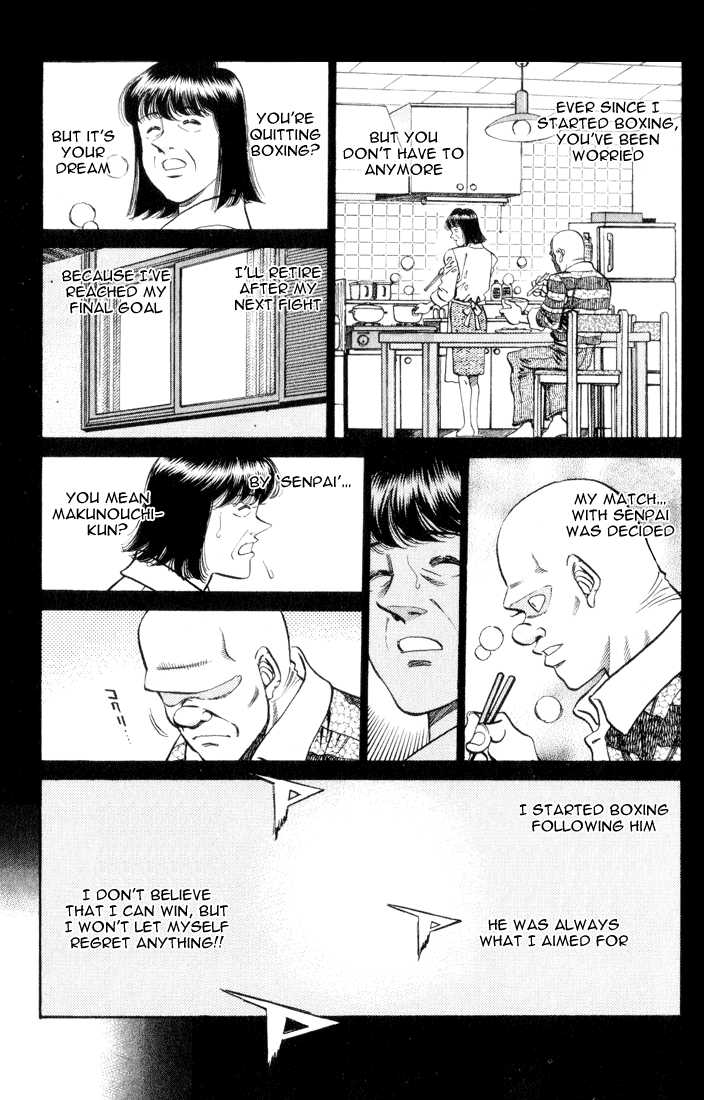 EVER SINCE I
STARTED BOXING,
YOU'VE BEEN
WORRIED
BUT YOU
DON'T HAVE TO
ANYMORE
YOU'RE
QUITTING
BOXING?
BUT IT'S
YOUR
DREAM
I'LL RETIRE
AFTER MY
NEXT FIGHT
BECAUSE I'VE
REACHED MY
FINAL GOAL
MY MATCH...
WITH SENPAI
WAS DECIDED
BY 'SENPAI'...
YOU MEAN
MAKUNOUCHI-
KUN?
I STARTED BOXING
FOLLOWING HIM
HE WAS ALWAYS
WHAT I AIMED FOR
I DON'T BELIEVE
THAT I CAN WIN, BUT
I WON'T LET MYSELF
REGRET ANYTHING!!